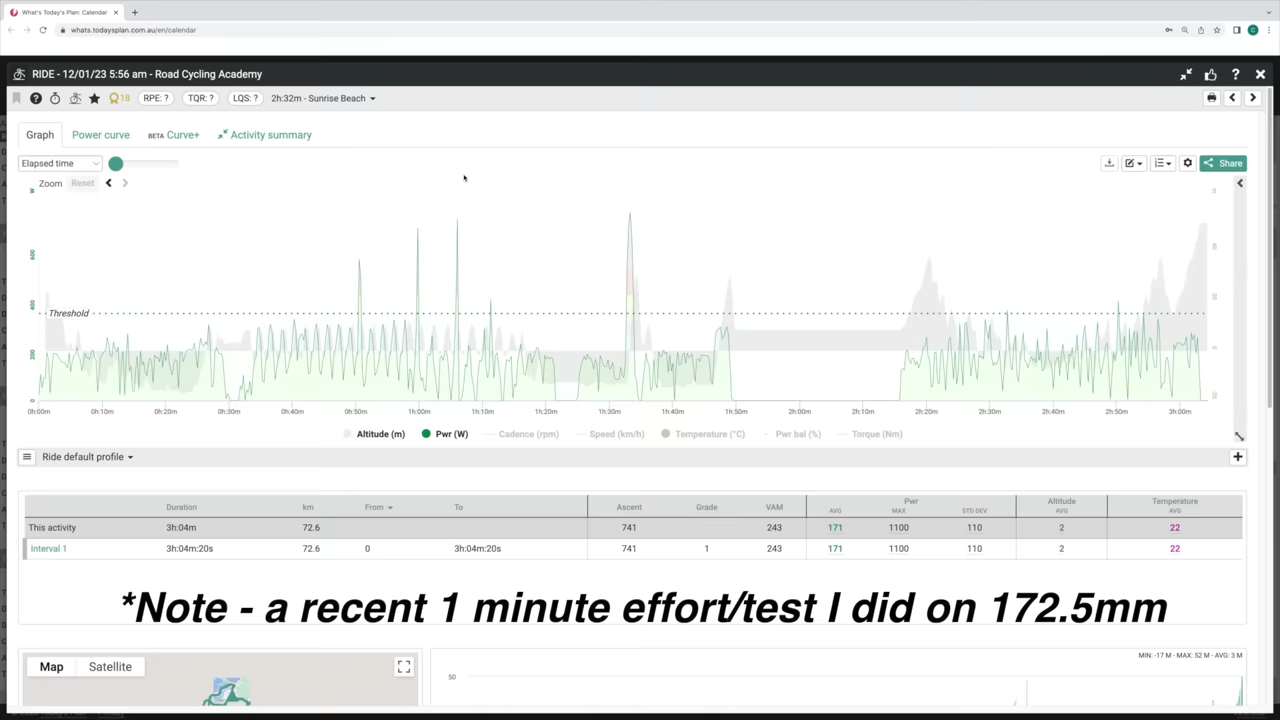 What's Today's Plan: Calendar
whats.todaysplan.com.au/en/calendar
C
RIDE - 12/01/23 5:56 am - Road Cycling Academy
18 RPE: ? TQR: ? LQS: ? 2h:32m - Sunrise Beach
Graph Power curve BETA Curve+ Activity summary
Elapsed time
Share
Zoom Reset
W
600
400
200
0
Threshold
0h:00m 0h:10m 0h:20m 0h:30m 0h:40m 0h:50m 1h:00m 1h:10m 1h:20m 1h:30m 1h:40m 1h:50m 2h:00m 2h:10m 2h:20m 2h:30m 2h:40m 2h:50m 3h:00m
Altitude (m) Pwr (W) Cadence (rpm) Speed (km/h) Temperature (°C) Pwr bal (%) Torque (Nm)
Ride default profile
Pwr Altitude Temperature
Duration km From To Ascent Grade VAM AVG MAX STD DEV AVG AVG
This activity 3h:04m 72.6 741 243 171 1100 110 2 22
Interval 1 3h:04m:20s 72.6 0 3h:04m:20s 741 1 243 171 1100 110 2 22
*Note - a recent 1 minute effort/test I did on 172.5mm
Map Satellite
MIN: -17 M - MAX: 52 M - AVG: 3 M
50